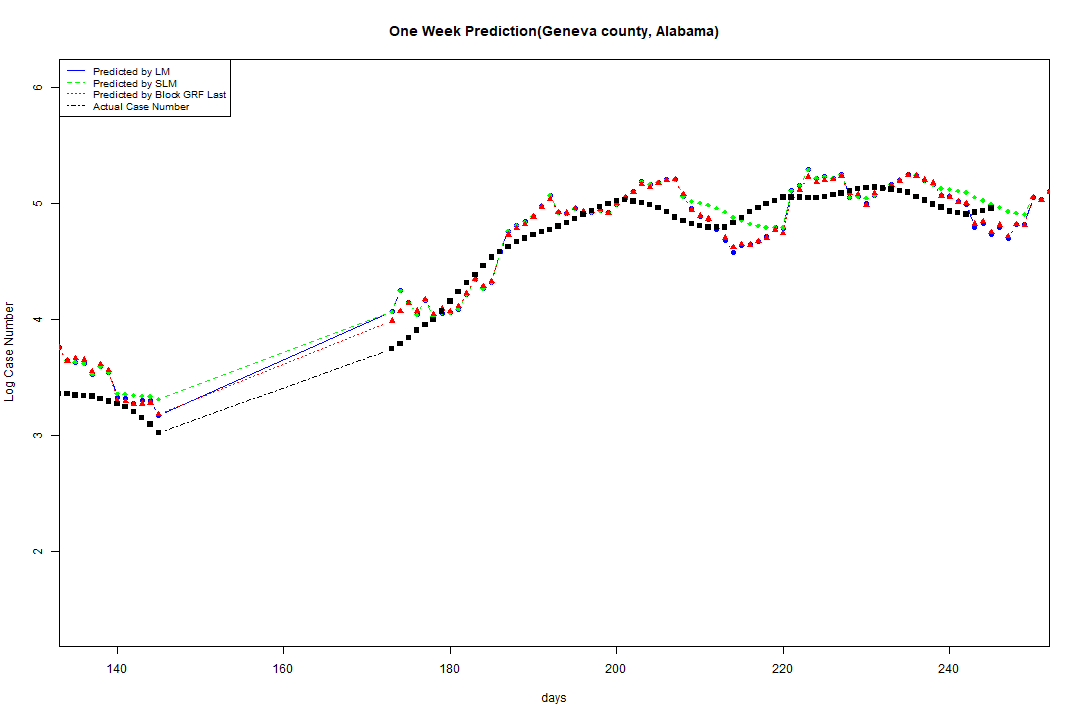 One Week Prediction(Geneva county, Alabama)
Predicted by LM
Predicted by SLM
Predicted by Block GRF Last
Actual Case Number
6
5
4
3
2
Log Case Number
140 160 180 200 220 240
days